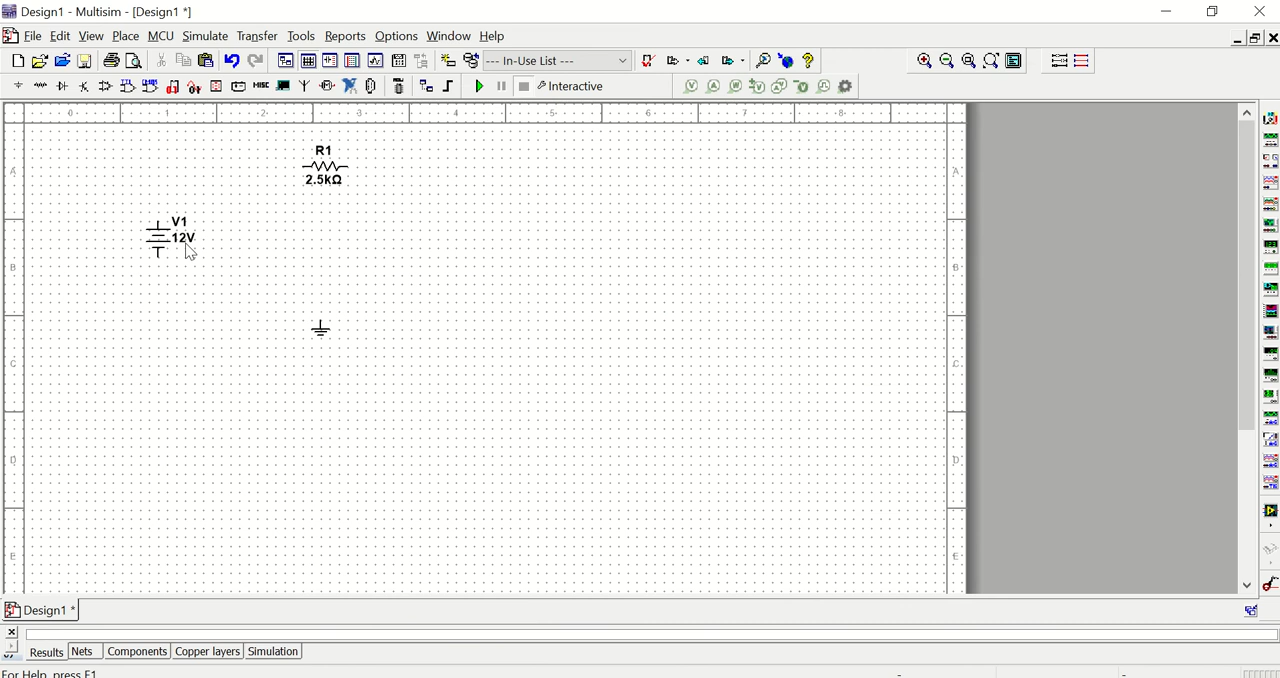 Design1 - Multisim - [Design1 *]
File Edit View Place MCU Simulate Transfer Tools Reports Options Window Help
--- In-Use List ---
MISC Interactive
0 1 2 3 4 5 6 7 8
R1
A A
2.5kΩ
V1
12V
B B
C C
D D
E E
Design1 *
Results Nets Components Copper layers Simulation
For Help, press F1 - -